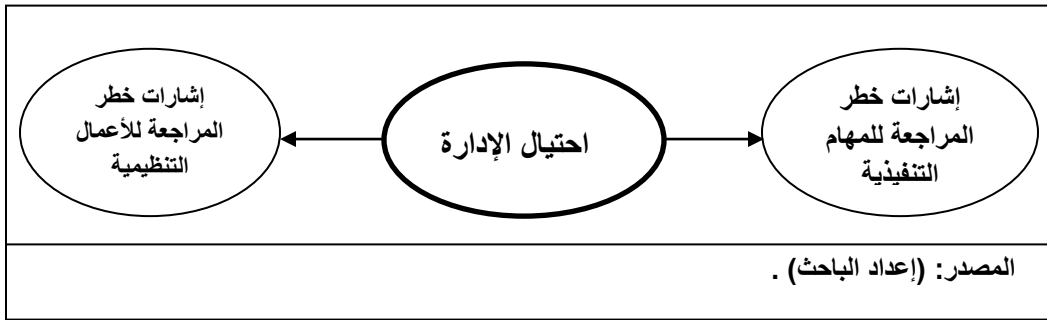 إشارات خطر
المراجعة للمهام
التنفيذية
احتيال الإدارة
إشارات خطر
المراجعة للأعمال
التنظيمية
المصدر: (إعداد الباحث) .